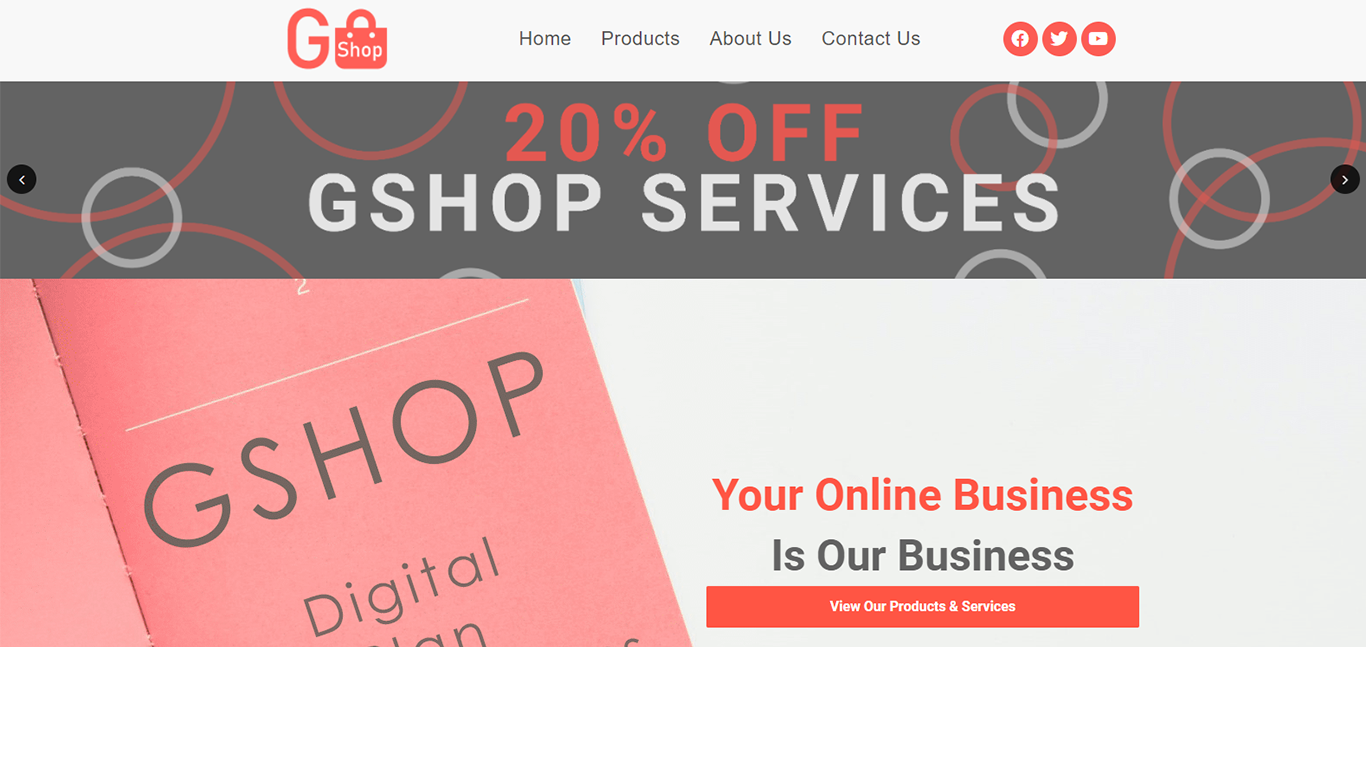 G Shop
Home Products About Us Contact Us
20% OFF
GSHOP SERVICES
2
GSHOP
Digital
Your Online Business
Is Our Business
View Our Products & Services